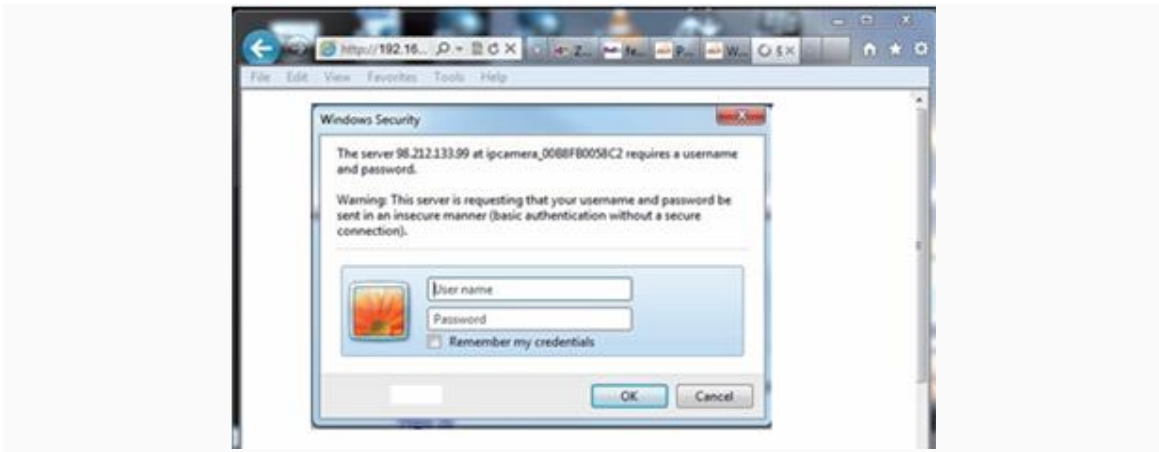 http://192.16...
File Edit View Favorites Tools Help
Windows Security
The server 98.212.133.99 at ipcamera_00B8FB0058C2 requires a username
and password.
Warning: This server is requesting that your username and password be
sent in an insecure manner (basic authentication without a secure
connection).
User name
Password
Remember my credentials
OK Cancel